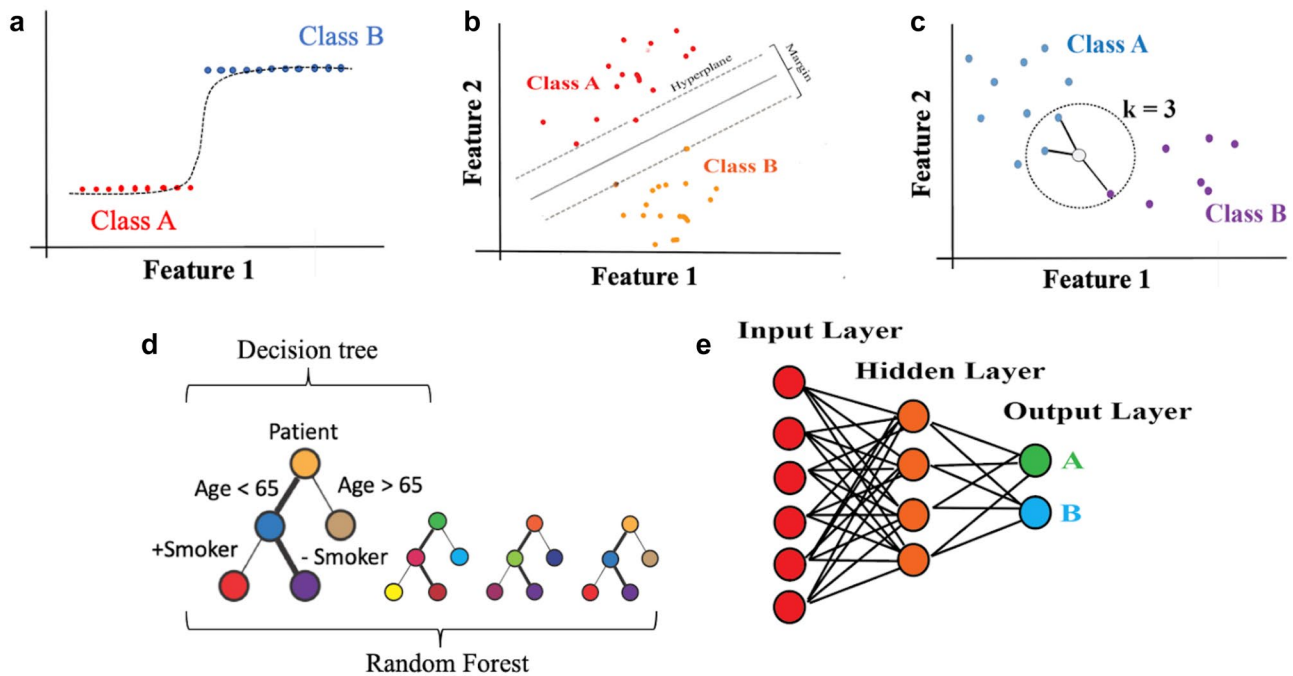 a
Class B
Class A
Feature 1
b
Feature 2
Class A
Hyperplane
Margin
Class B
Feature 1
c
Feature 2
Class A
k = 3
Class B
Feature 1
d
Decision tree
Patient
Age < 65
Age > 65
+Smoker
- Smoker
Random Forest
e
Input Layer
Hidden Layer
Output Layer
A
B